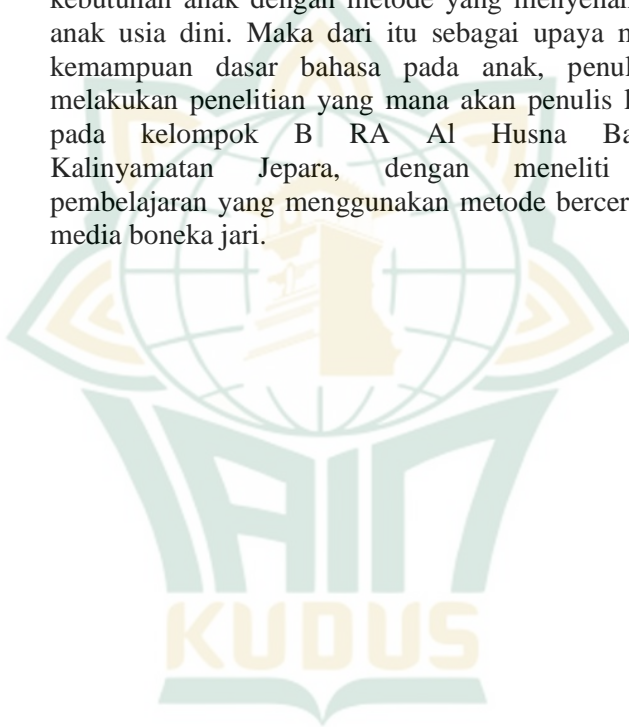 kebutuhan anak dengan metode yang menyenan
anak usia dini. Maka dari itu sebagai upaya m
kemampuan dasar bahasa pada anak, penul
melakukan penelitian yang mana akan penulis l
pada kelompok B RA Al Husna Ba
Kalinyamatan Jepara, dengan meneliti
pembelajaran yang menggunakan metode bercer
media boneka jari.
IAIN
KUDUS